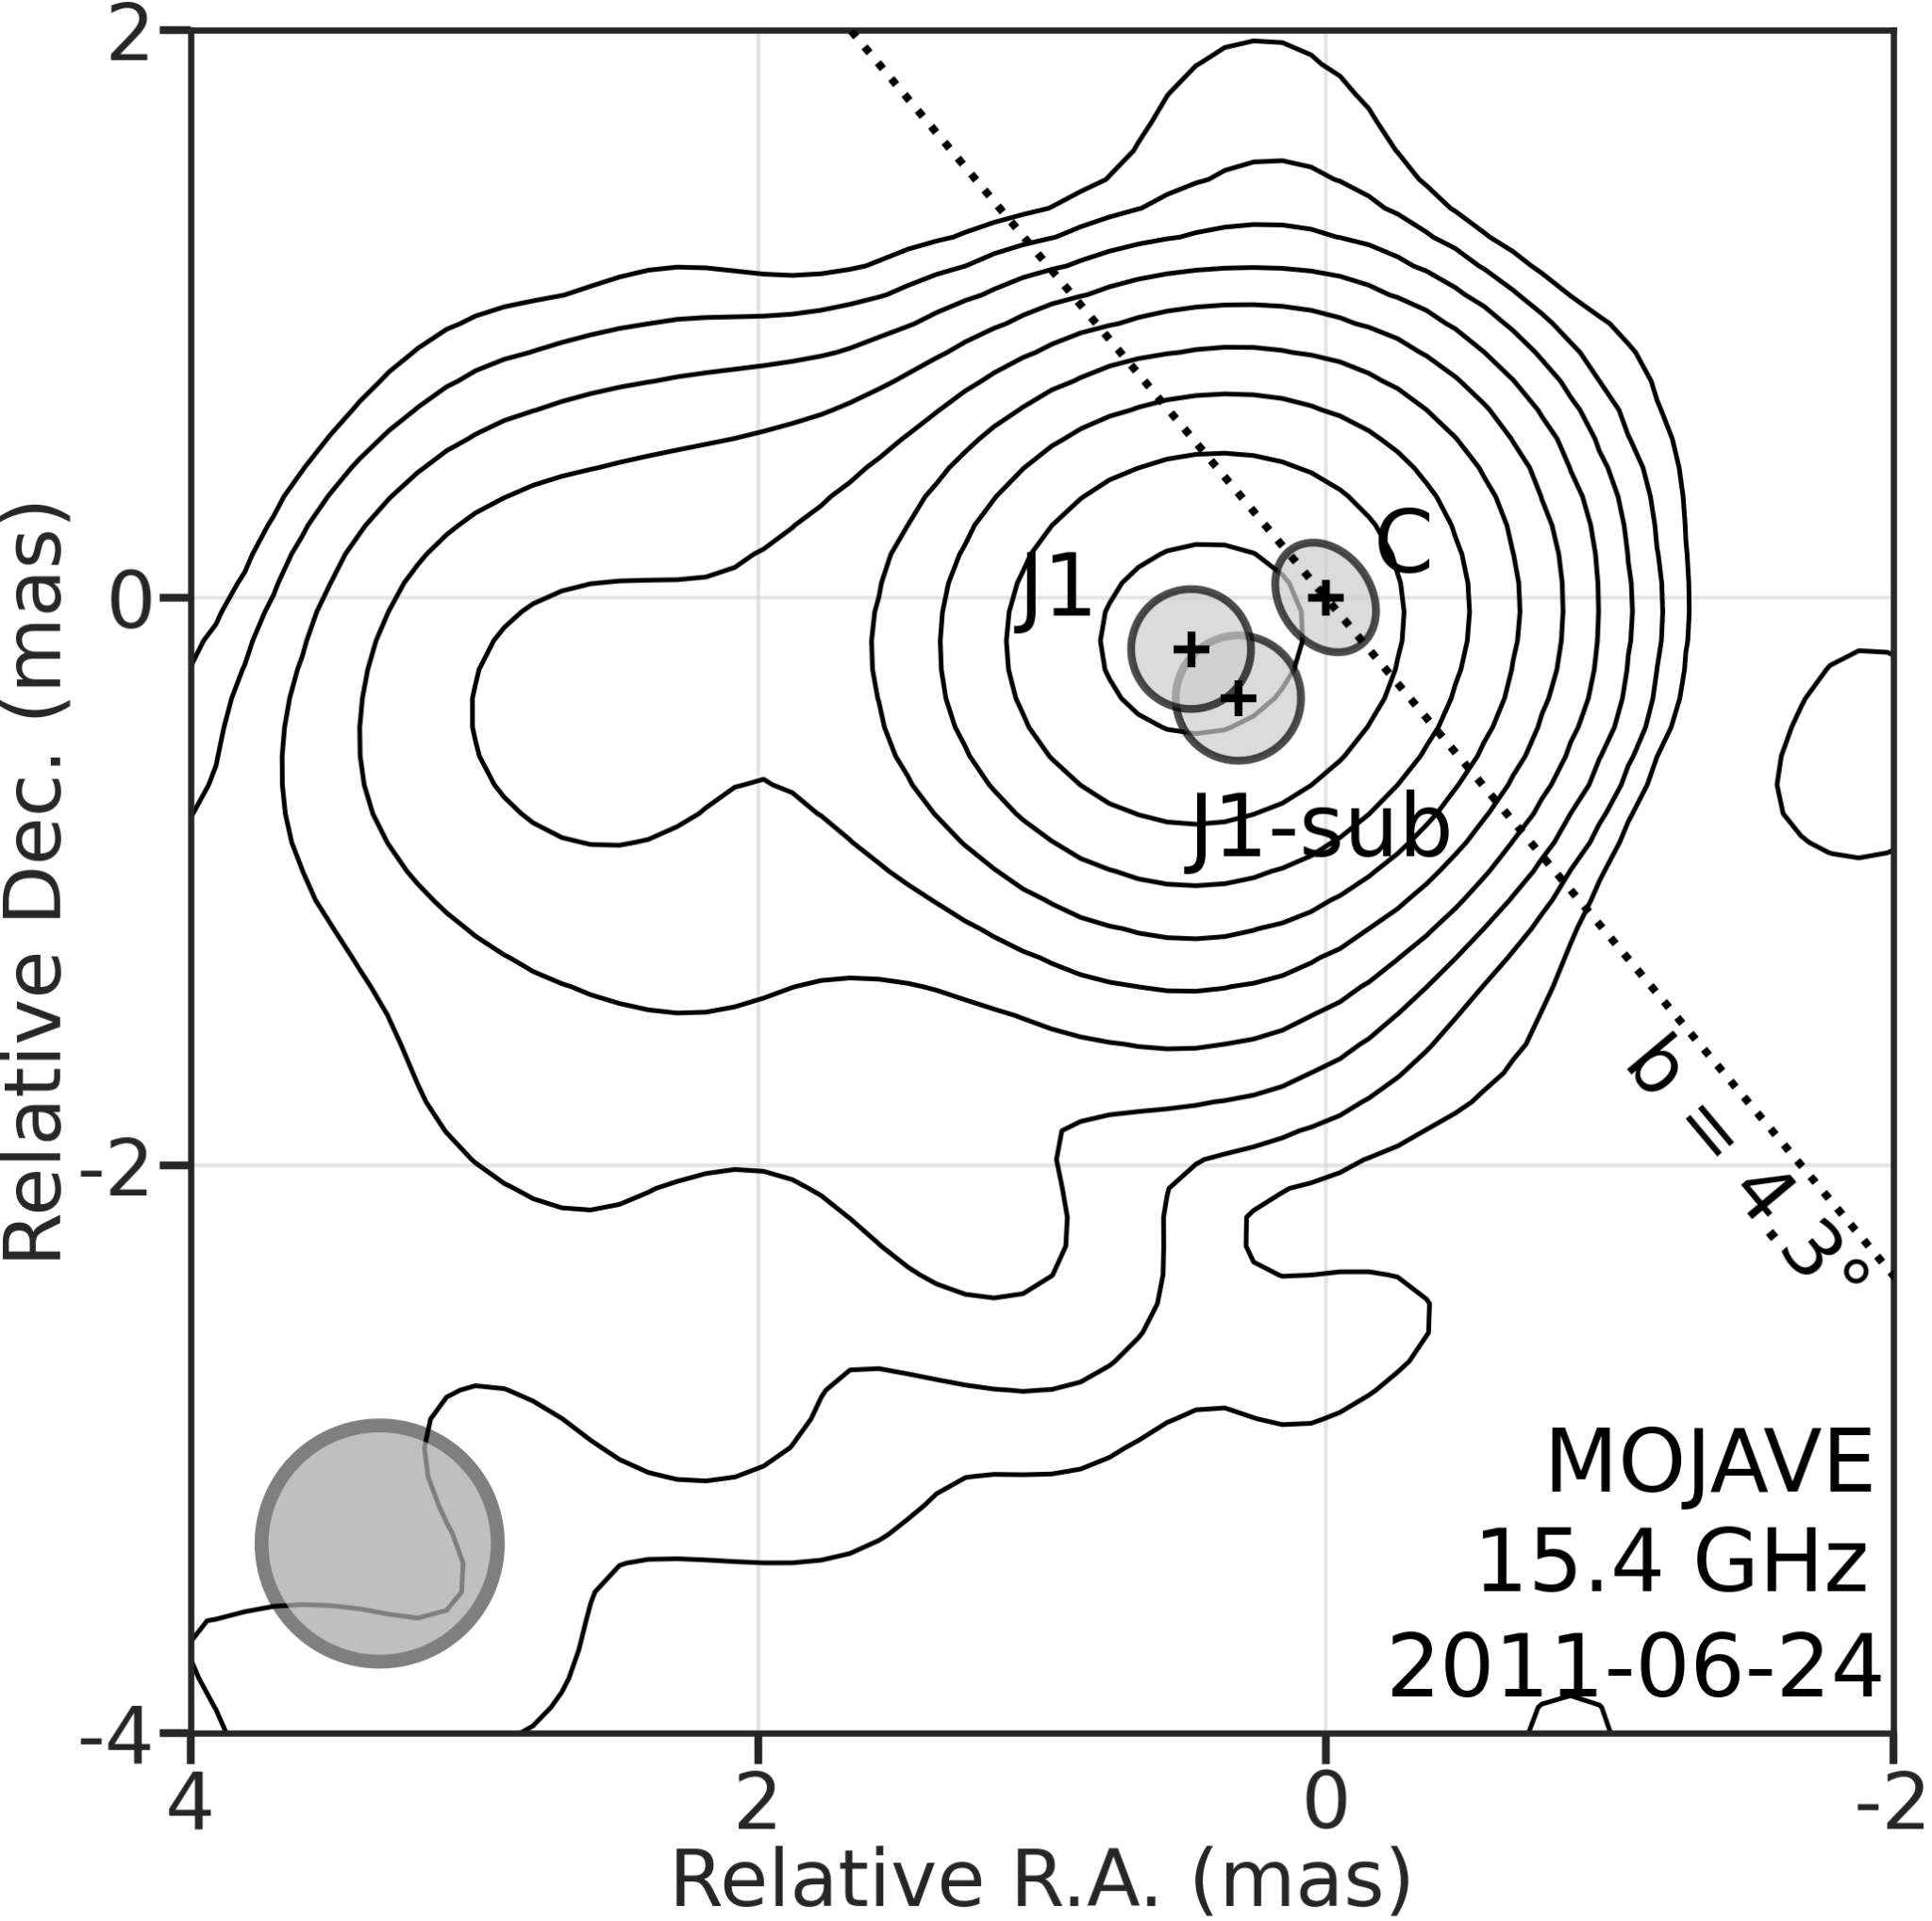 2
0
-2
-4
4
2
0
-2
Relative Dec. (mas)
Relative R.A. (mas)
C
J1
J1-sub
b = 4.3°
MOJAVE
15.4 GHz
2011-06-24